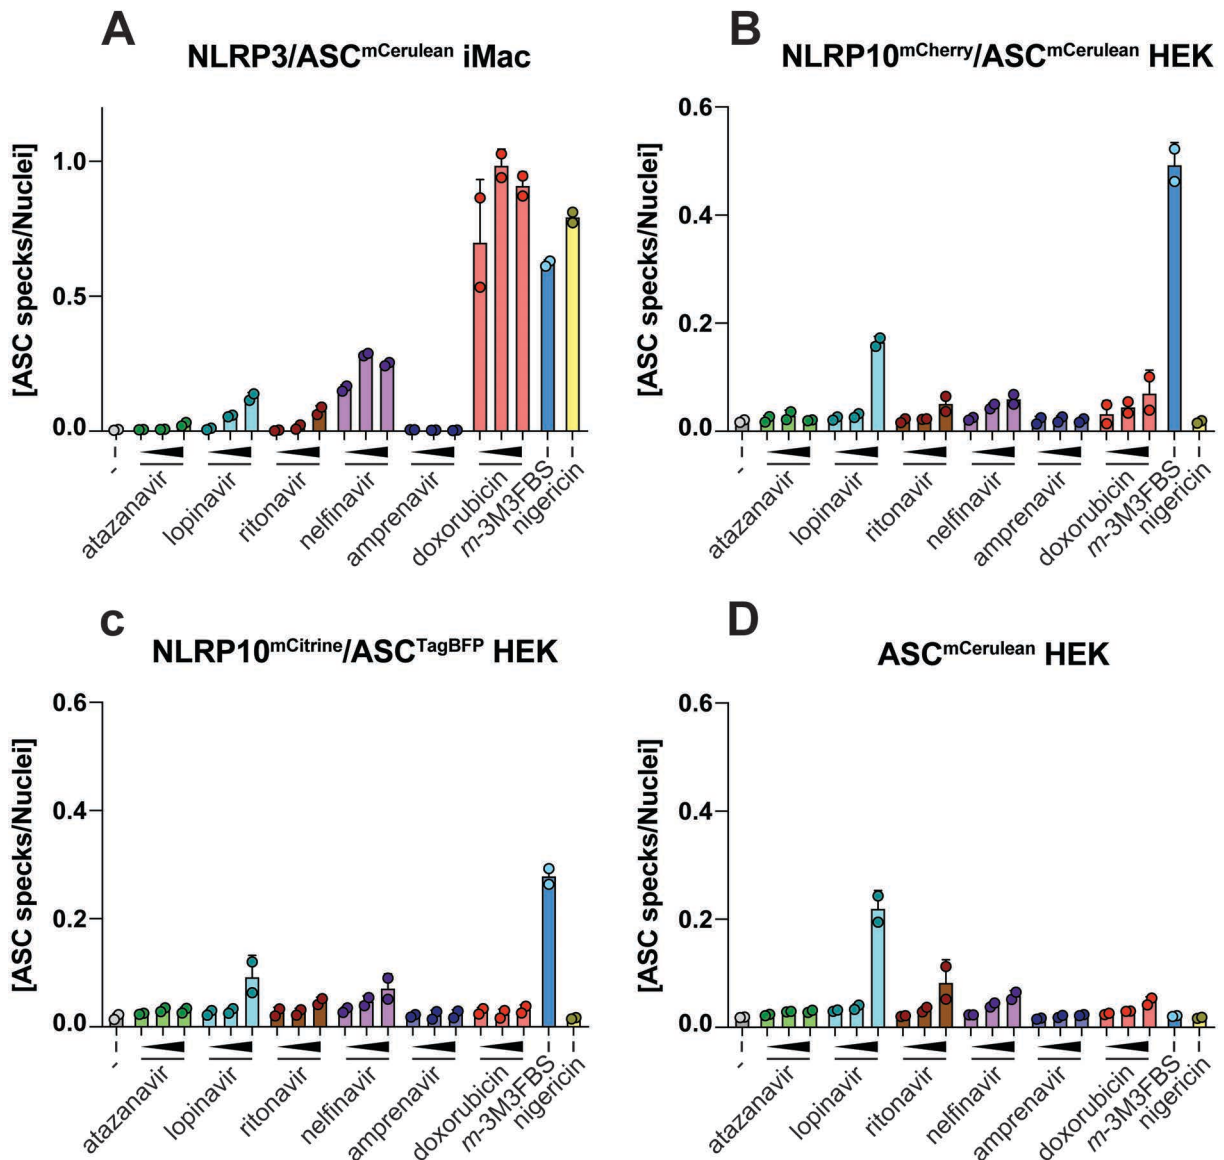 A
NLRP3/ASCmCerulean iMac
[ASC specks/Nuclei]
1.0
0.5
0.0
-
atazanavir
lopinavir
ritonavir
nelfinavir
amprenavir
doxorubicin
m-3M3FBS
nigericin
B
NLRP10mCherry/ASCmCerulean HEK
[ASC specks/Nuclei]
0.6
0.4
0.2
0.0
-
atazanavir
lopinavir
ritonavir
nelfinavir
amprenavir
doxorubicin
m-3M3FBS
nigericin
c
NLRP10mCitrine/ASCTagBFP HEK
[ASC specks/Nuclei]
0.6
0.4
0.2
0.0
-
atazanavir
lopinavir
ritonavir
nelfinavir
amprenavir
doxorubicin
m-3M3FBS
nigericin
D
ASCmCerulean HEK
[ASC specks/Nuclei]
0.6
0.4
0.2
0.0
-
atazanavir
lopinavir
ritonavir
nelfinavir
amprenavir
doxorubicin
m-3M3FBS
nigericin